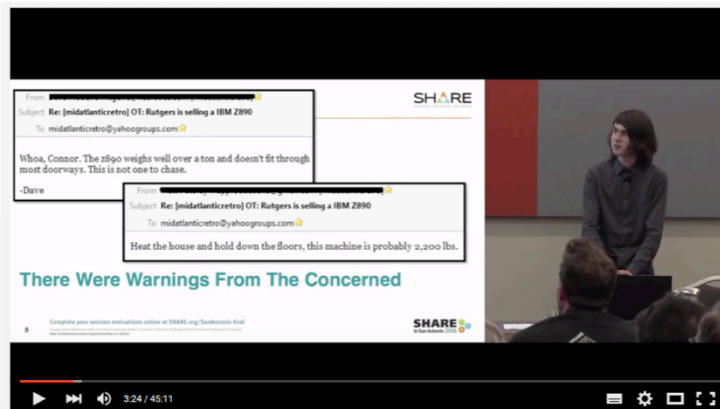 From
SHARE
Subject Re: [midatlanticretro] OT: Rutgers is selling a IBM Z890
To midatlanticretro@yahoogroups.com
Whoa, Connor. The z890 weighs well over a ton and doesn't fit through
most doorways. This is not one to chase.
-Dave
From
Subject Re: [midatlanticretro] OT: Rutgers is selling a IBM Z890
To midatlanticretro@yahoogroups.com
Heat the house and hold down the floors, this machine is probably 2,200 lbs.
There Were Warnings From The Concerned
Complete your session evaluations online at SHARE.org/SanAntonio-Eval
8
SHARE
in San Antonio 2016
3:24 / 45:11